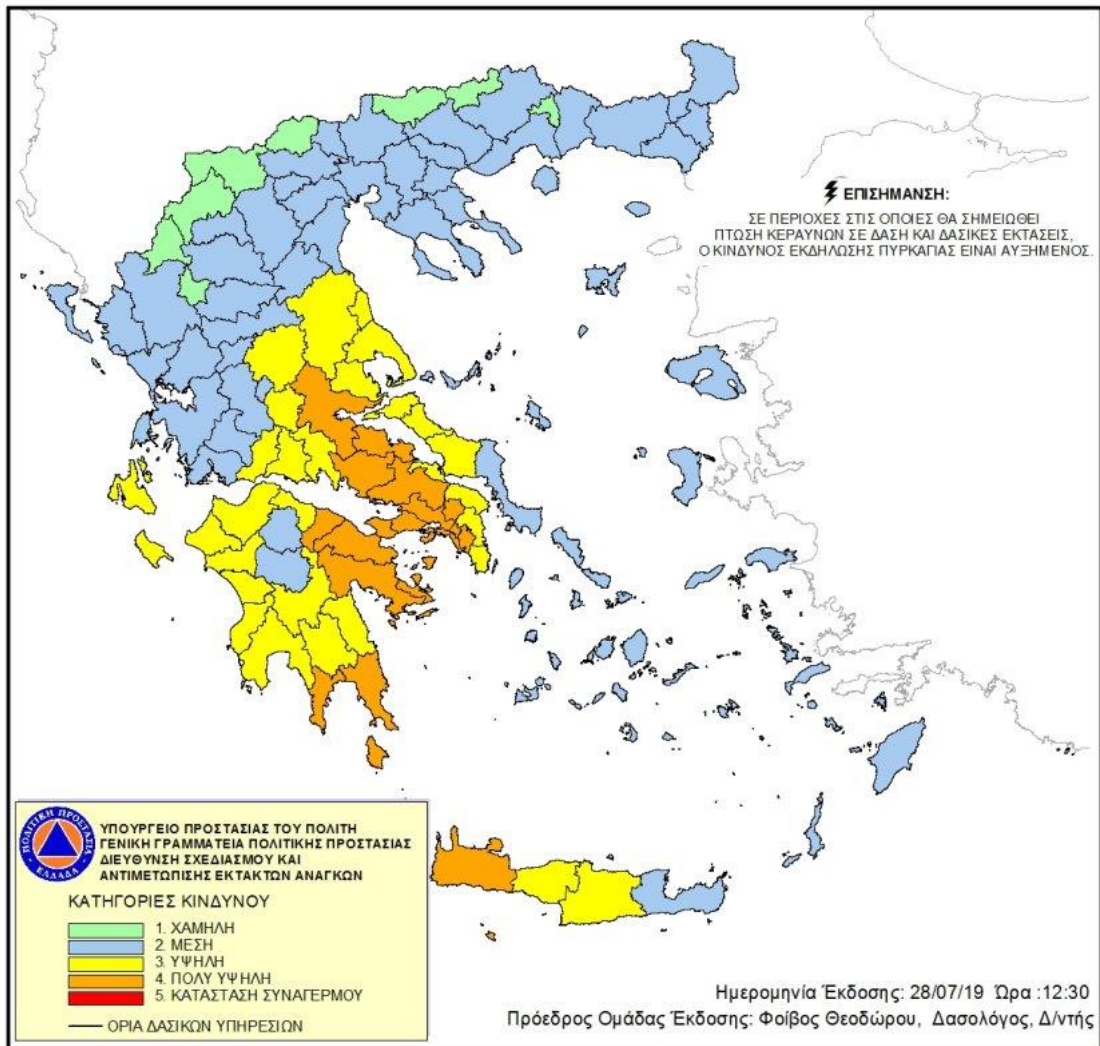 ΕΠΙΣΗΜΑΝΣΗ:
ΣΕ ΠΕΡΙΟΧΕΣ ΣΤΙΣ ΟΠΟΙΕΣ ΘΑ ΣΗΜΕΙΩΘΕΙ
ΠΤΩΣΗ ΚΕΡΑΥΝΩΝ ΣΕ ΔΑΣΗ ΚΑΙ ΔΑΣΙΚΕΣ ΕΚΤΑΣΕΙΣ,
Ο ΚΙΝΔΥΝΟΣ ΕΚΔΗΛΩΣΗΣ ΠΥΡΚΑΓΙΑΣ ΕΙΝΑΙ ΑΥΞΗΜΕΝΟΣ.
ΠΟΛΙΤΙΚΗ ΠΡΟΣΤΑΣΙΑ
ΕΛΛΑΔΑ
ΥΠΟΥΡΓΕΙΟ ΠΡΟΣΤΑΣΙΑΣ ΤΟΥ ΠΟΛΙΤΗ
ΓΕΝΙΚΗ ΓΡΑΜΜΑΤΕΙΑ ΠΟΛΙΤΙΚΗΣ ΠΡΟΣΤΑΣΙΑΣ
ΔΙΕΥΘΥΝΣΗ ΣΧΕΔΙΑΣΜΟΥ ΚΑΙ
ΑΝΤΙΜΕΤΩΠΙΣΗΣ ΕΚΤΑΚΤΩΝ ΑΝΑΓΚΩΝ
ΚΑΤΗΓΟΡΙΕΣ ΚΙΝΔΥΝΟΥ
1. ΧΑΜΗΛΗ
2. ΜΕΣΗ
3. ΥΨΗΛΗ
4. ΠΟΛΥ ΥΨΗΛΗ
5. ΚΑΤΑΣΤΑΣΗ ΣΥΝΑΓΕΡΜΟΥ
ΟΡΙΑ ΔΑΣΙΚΩΝ ΥΠΗΡΕΣΙΩΝ
Ημερομηνία Έκδοσης: 28/07/19 Ώρα :12:30
Πρόεδρος Ομάδας Έκδοσης: Φοίβος Θεοδώρου, Δασολόγος, Δ/ντής